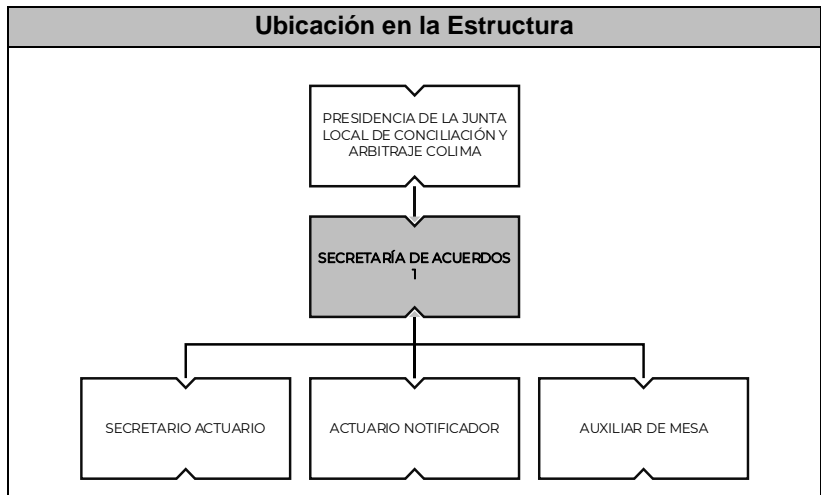 Ubicación en la Estructura
PRESIDENCIA DE LA JUNTA
LOCAL DE CONCILIACIÓN Y
ARBITRAJE COLIMA
SECRETARÍA DE ACUERDOS
1
SECRETARIO ACTUARIO
ACTUARIO NOTIFICADOR
AUXILIAR DE MESA